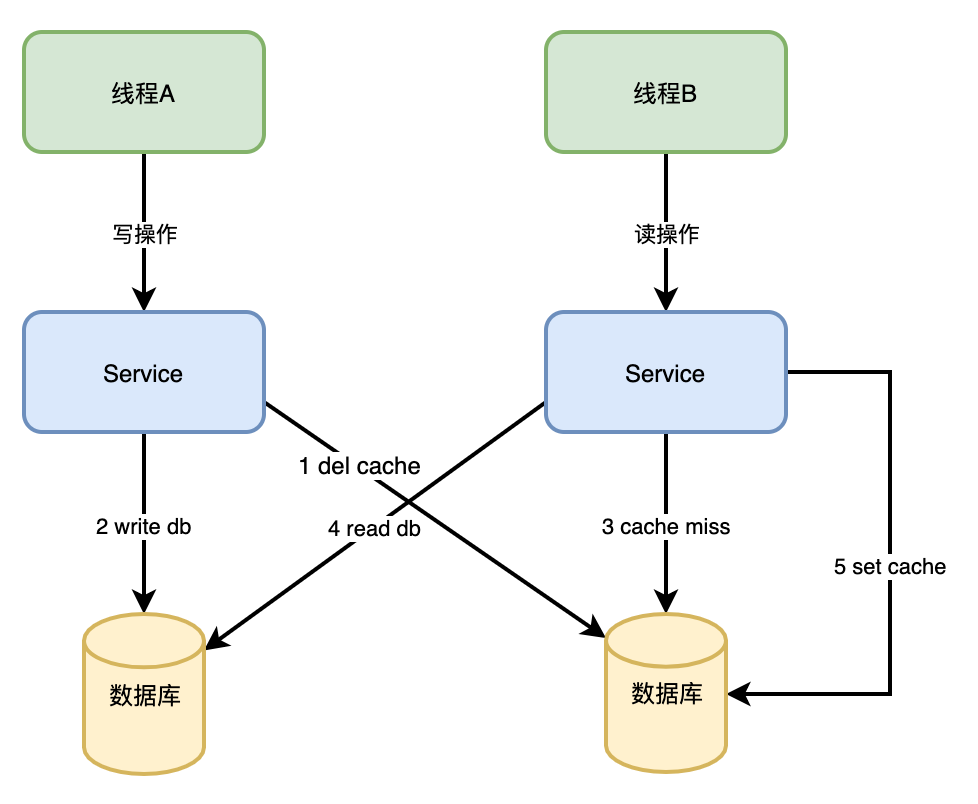 线程A
线程B
写操作
读操作
Service
Service
1 del cache
2 write db
4 read db
3 cache miss
5 set cache
数据库
数据库